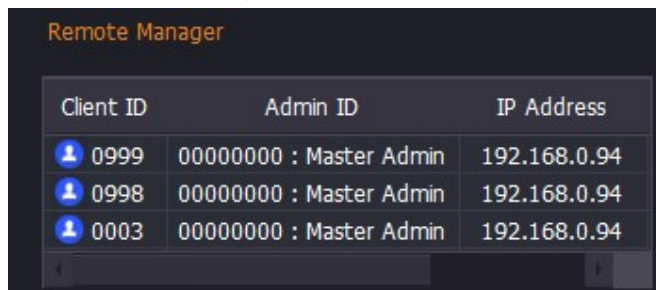 Remote Manager
Client ID Admin ID IP Address
0999 00000000 : Master Admin 192.168.0.94
0998 00000000 : Master Admin 192.168.0.94
0003 00000000 : Master Admin 192.168.0.94